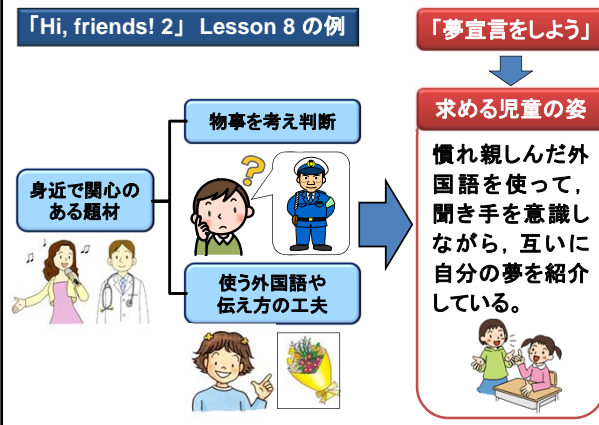 「Hi, friends! 2」 Lesson 8 の例
「夢宣言をしよう」
物事を考え判断
求める児童の姿
身近で関心の
ある題材
使う外国語や
伝え方の工夫
慣れ親しんだ外
国語を使って，
聞き手を意識し
ながら，互いに
自分の夢を紹介
している。